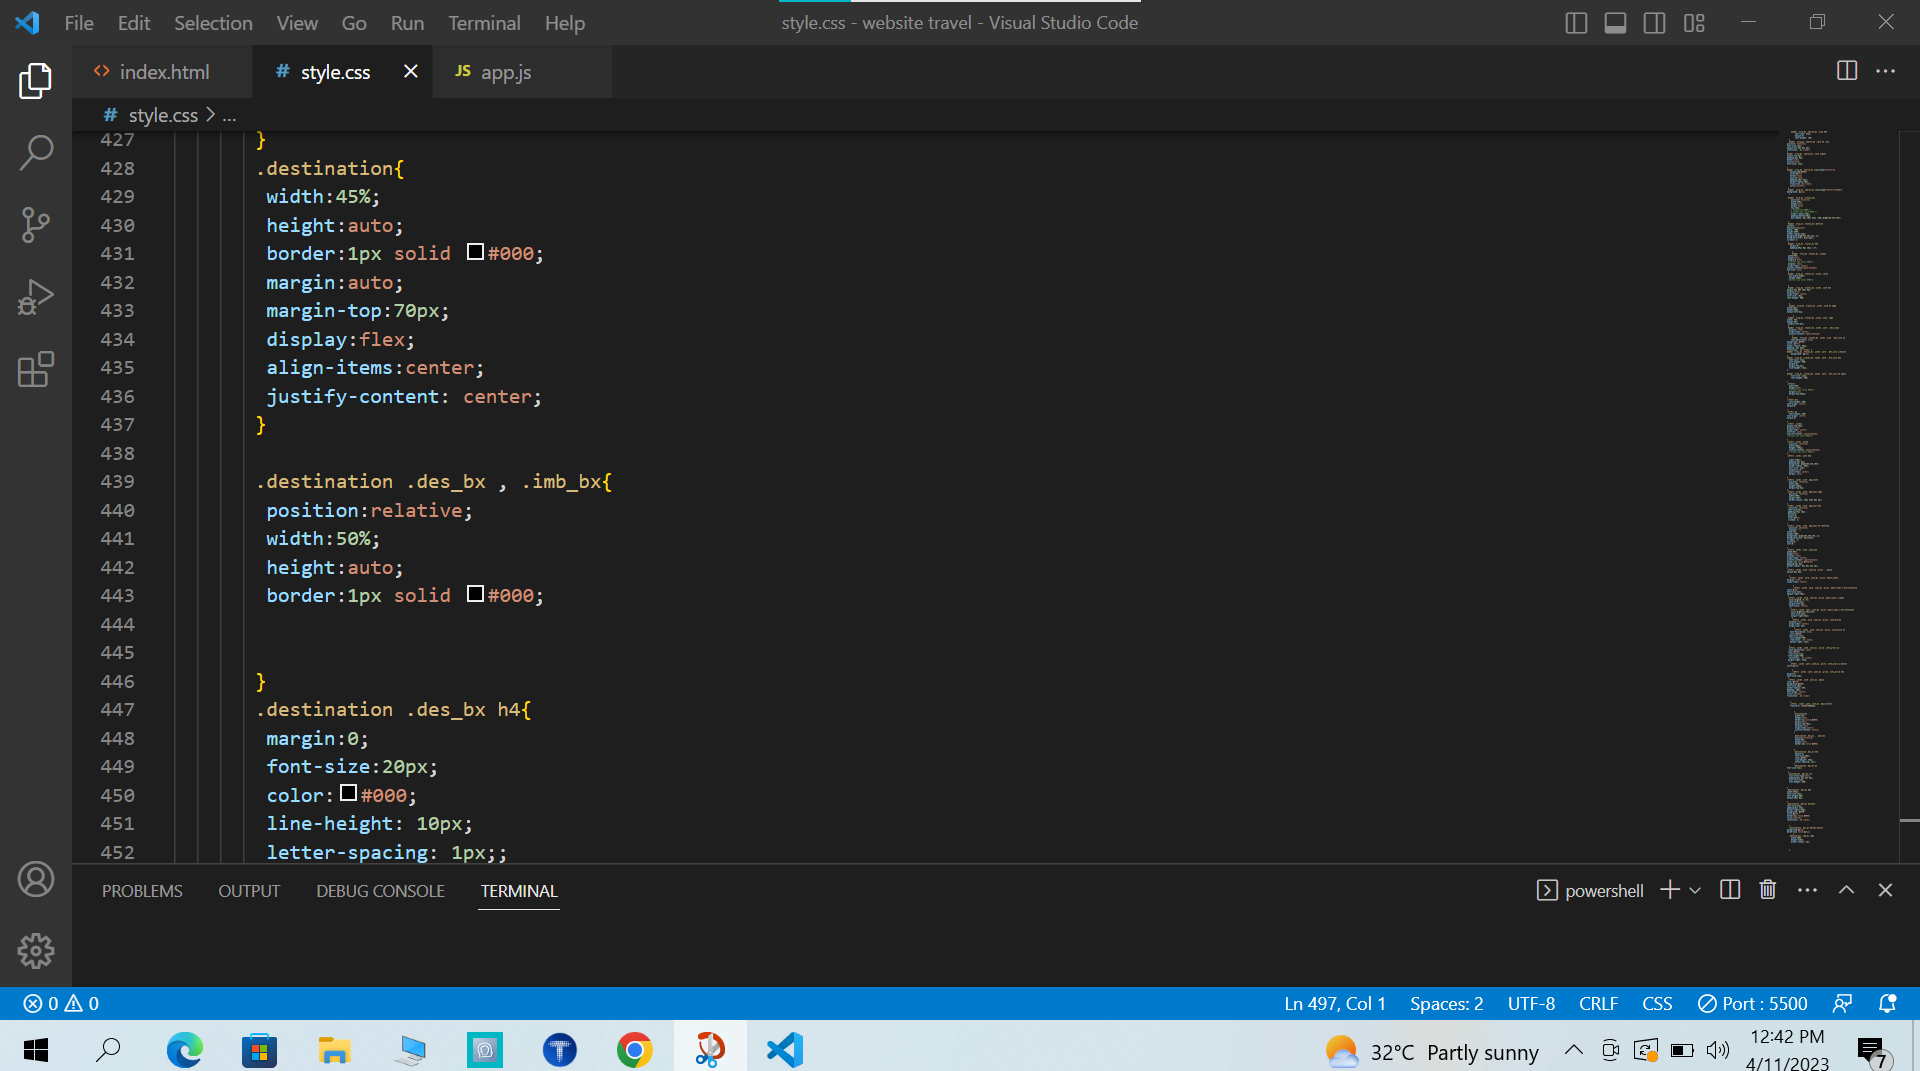 File Edit Selection View Go Run Terminal Help style.css - website travel - Visual Studio Code
<> index.html # style.css × JS app.js
# style.css > ...
427 }
428 .destination{
429 width:45%;
430 height:auto;
431 border:1px solid #000;
432 margin:auto;
433 margin-top:70px;
434 display:flex;
435 align-items:center;
436 justify-content: center;
437 }
438
439 .destination .des_bx , .imb_bx{
440 position:relative;
441 width:50%;
442 height:auto;
443 border:1px solid #000;
444
445
446 }
447 .destination .des_bx h4{
448 margin:0;
449 font-size:20px;
450 color:#000;
451 line-height: 10px;
452 letter-spacing: 1px;;
PROBLEMS OUTPUT DEBUG CONSOLE TERMINAL powershell
0 0 Ln 497, Col 1 Spaces: 2 UTF-8 CRLF CSS Port : 5500
T 32°C Partly sunny 12:42 PM
4/11/2023 7